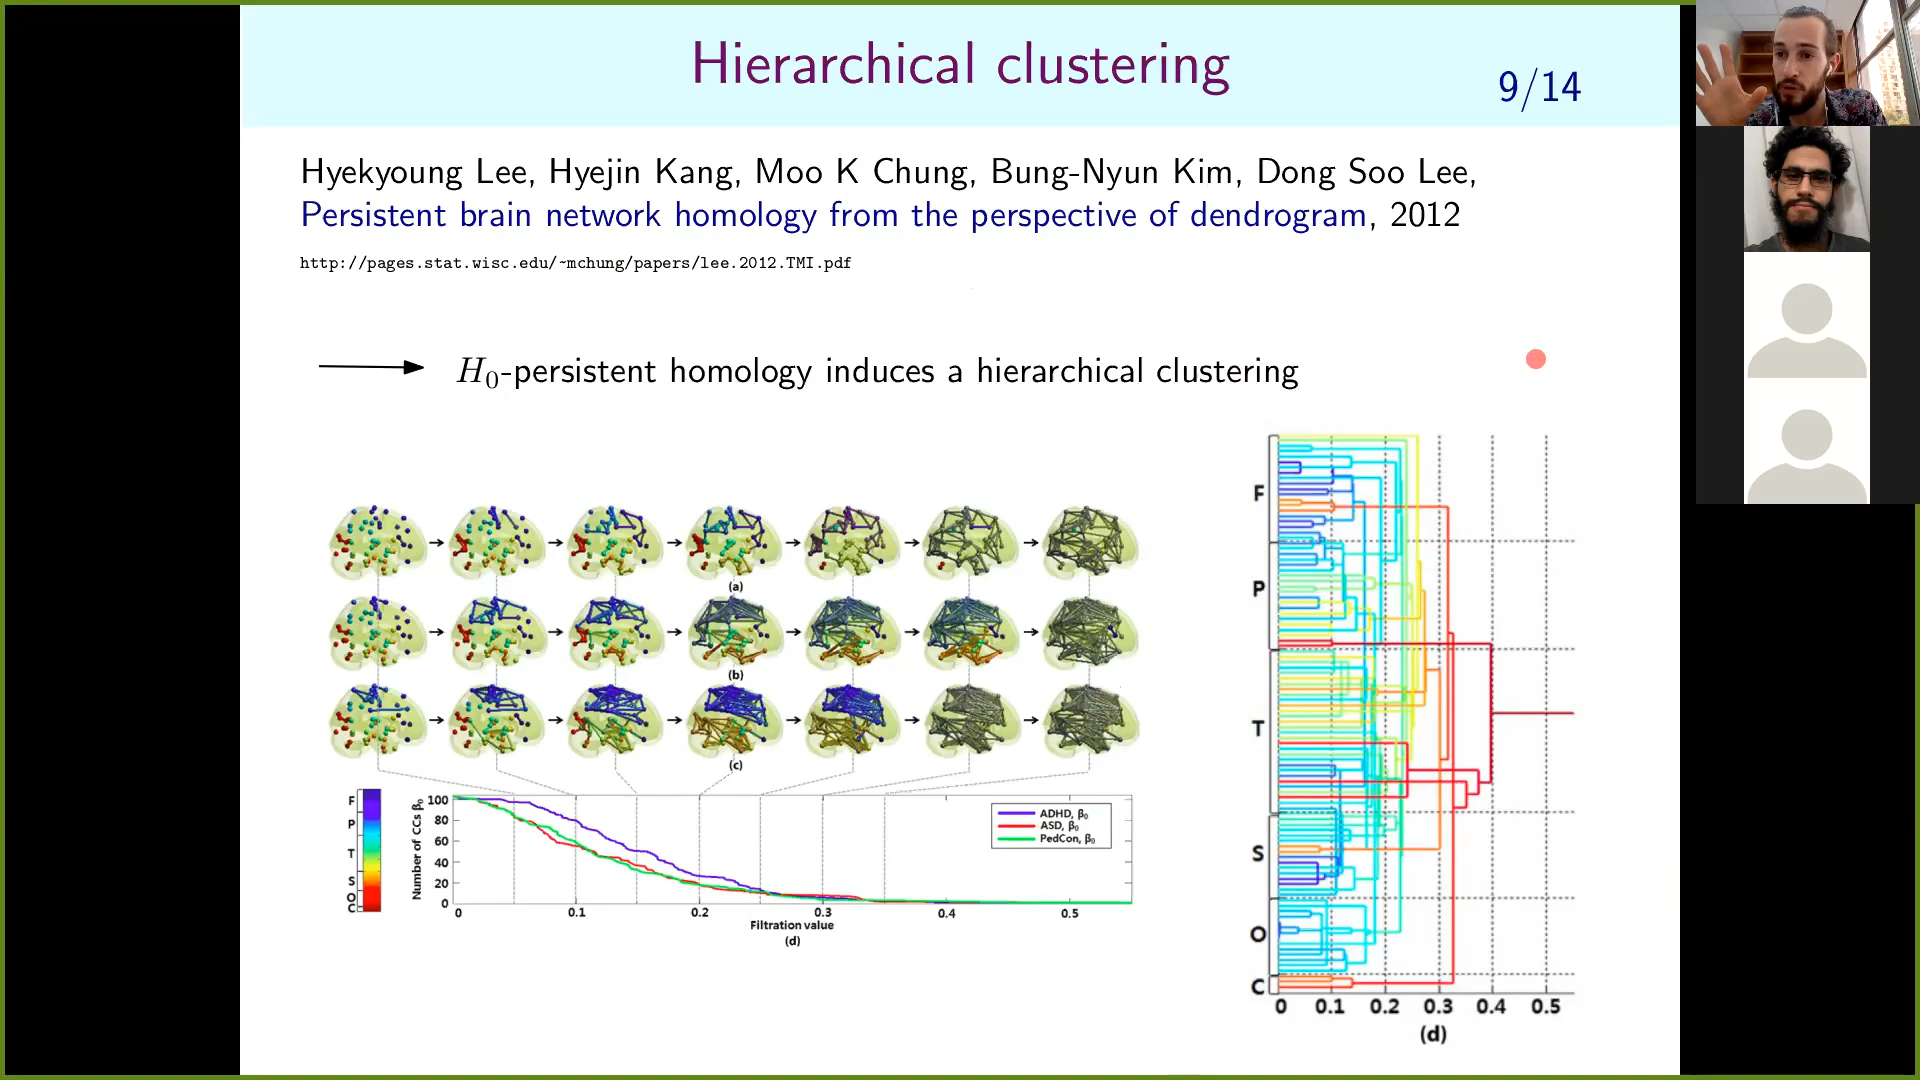 Hierarchical clustering
9/14
Hyekyoung Lee, Hyejin Kang, Moo K Chung, Bung-Nyun Kim, Dong Soo Lee,
Persistent brain network homology from the perspective of dendrogram, 2012
http://pages.stat.wisc.edu/~mchung/papers/lee.2012.TMI.pdf
H0-persistent homology induces a hierarchical clustering
(a)
(b)
(c)
F
P
T
S
O
C
Number of CCs β0
100
80
60
40
20
0
ADHD, β0
ASD, β0
PedCon, β0
0 0.1 0.2 0.3 0.4 0.5
Filtration value
(d)
F
P
T
S
O
C
0 0.1 0.2 0.3 0.4 0.5
(d)